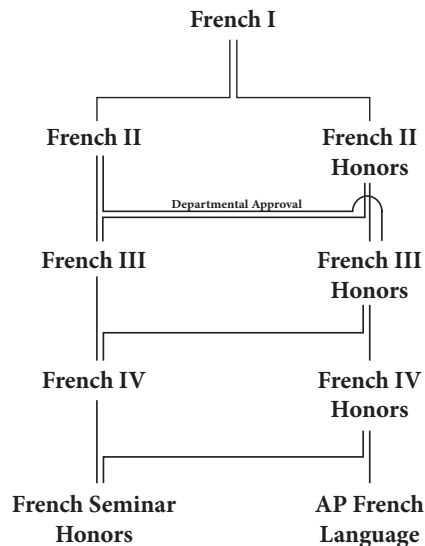 French I
French II
French II
Honors
Departmental Approval
French III
French III
Honors
French IV
French IV
Honors
French Seminar
Honors
AP French
Language